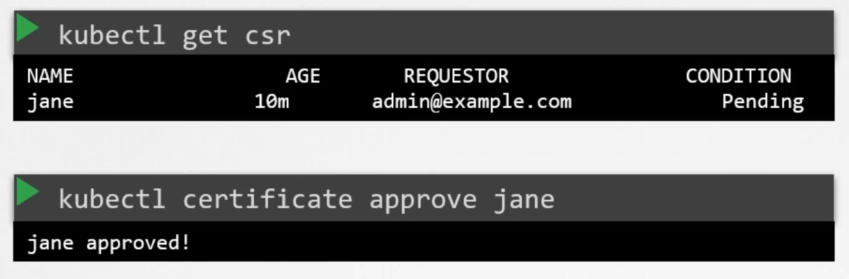 kubectl get csr
NAME AGE REQUESTOR CONDITION
jane 10m admin@example.com Pending
kubectl certificate approve jane
jane approved!